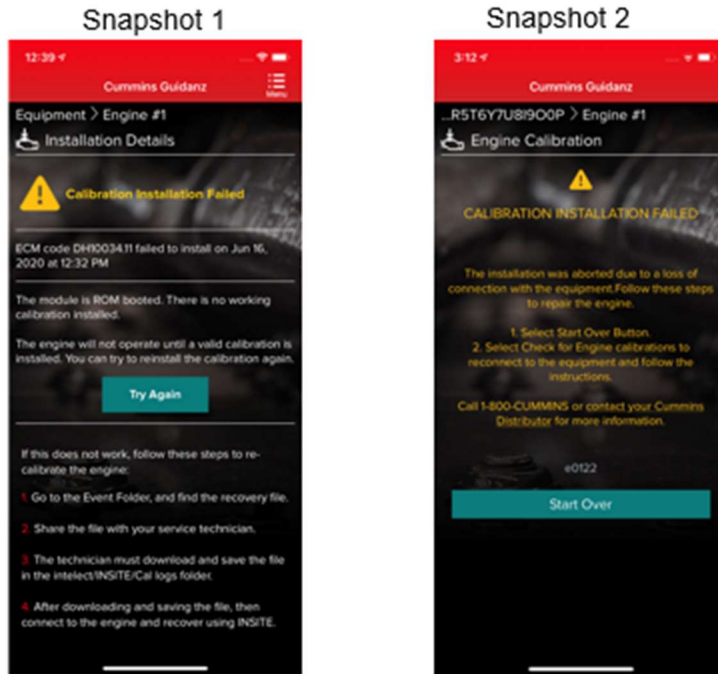 Snapshot 1
12:39
Cummins Guidanz
Menu
Equipment > Engine #1
Installation Details
Calibration Installation Failed
ECM code DH10034.11 failed to install on Jun 16,
2020 at 12:32 PM
The module is ROM booted. There is no working
calibration installed.
The engine will not operate until a valid calibration is
installed. You can try to reinstall the calibration again.
Try Again
If this does not work, follow these steps to re-
calibrate the engine:
1. Go to the Event Folder, and find the recovery file.
2. Share the file with your service technician.
3. The technician must download and save the file
in the intelect/INSITE/Cal logs folder.
4. After downloading and saving the file, then
connect to the engine and recover using INSITE.
Snapshot 2
3:12
Cummins Guidanz
...R5T6Y7U8I9O0P > Engine #1
Engine Calibration
CALIBRATION INSTALLATION FAILED
The installation was aborted due to a loss of
connection with the equipment.Follow these steps
to repair the engine.
1. Select Start Over Button.
2. Select Check for Engine calibrations to
reconnect to the equipment and follow the
instructions.
Call 1-800-CUMMINS or contact your Cummins
Distributor for more information.
e0122
Start Over